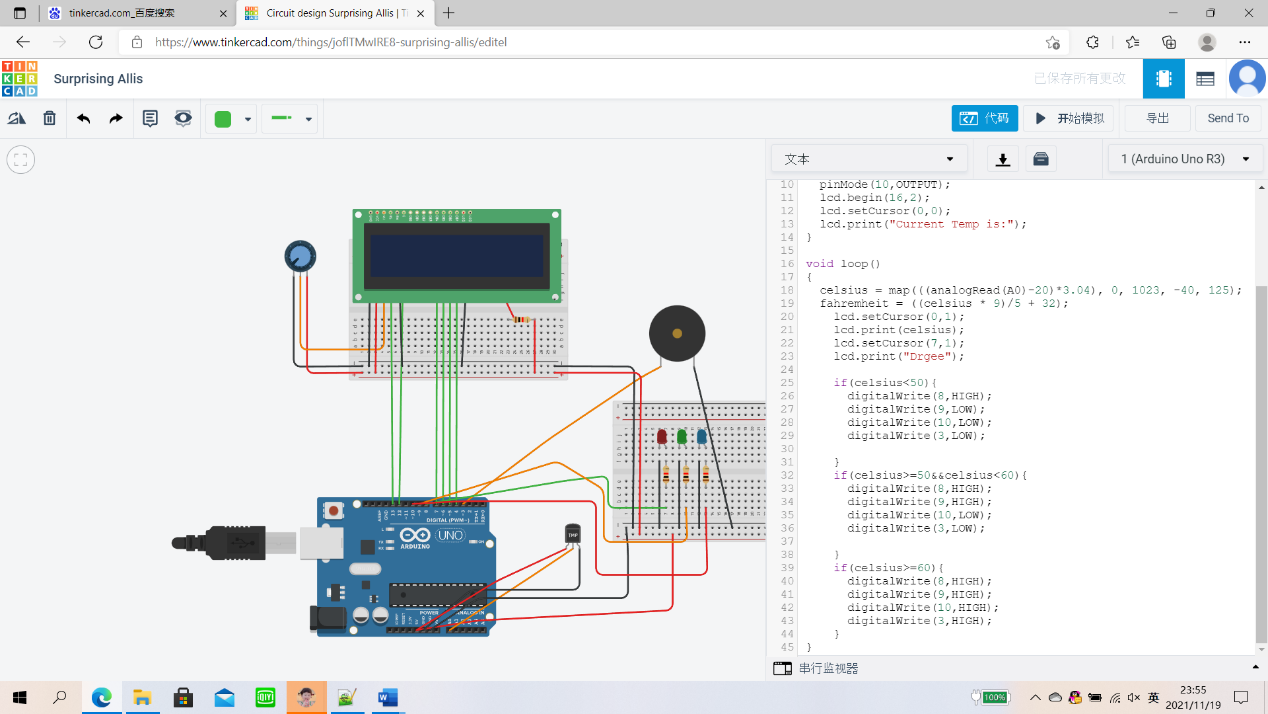 tinkercad.com_百度搜索
Circuit design Surprising Allis | Ti
https://www.tinkercad.com/things/joflTMwIRE8-surprising-allis/editel
TIN
KER
CAD
Surprising Allis
已保存所有更改
代码
开始模拟
导出
Send To
文本
1 (Arduino Uno R3)
10 pinMode(10,OUTPUT);
11 lcd.begin(16,2);
12 lcd.setCursor(0,0);
13 lcd.print("Current Temp is:");
14 }
15
16 void loop()
17 {
18 celsius = map(((analogRead(A0)-20)*3.04), 0, 1023, -40, 125);
19 fahremheit = ((celsius * 9)/5 + 32);
20 lcd.setCursor(0,1);
21 lcd.print(celsius);
22 lcd.setCursor(7,1);
23 lcd.print("Drgee");
24
25 if(celsius<50){
26 digitalWrite(8,HIGH);
27 digitalWrite(9,LOW);
28 digitalWrite(10,LOW);
29 digitalWrite(3,LOW);
30
31 }
32 if(celsius>=50&&celsius<60){
33 digitalWrite(8,HIGH);
34 digitalWrite(9,HIGH);
35 digitalWrite(10,LOW);
36 digitalWrite(3,LOW);
37
38 }
39 if(celsius>=60){
40 digitalWrite(8,HIGH);
41 digitalWrite(9,HIGH);
42 digitalWrite(10,HIGH);
43 digitalWrite(3,HIGH);
44 }
45 }
DIGITAL (PWM~)
UNO
ARDUINO
TMP
POWER
ANALOG IN
串行监视器
100%
英
23:55
2021/11/19